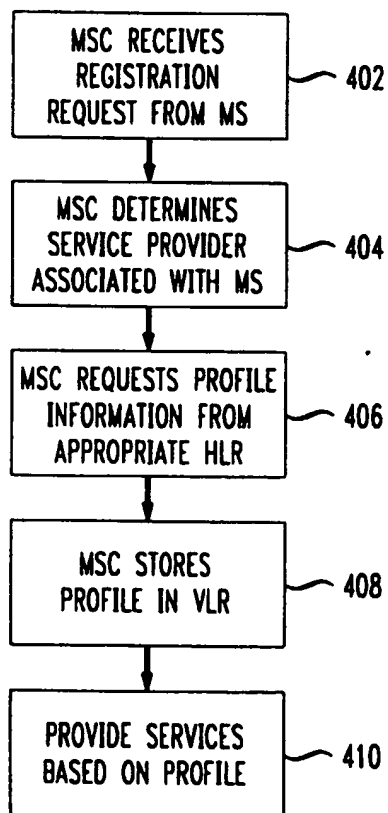 MSC RECEIVES
REGISTRATION
REQUEST FROM MS
402
MSC DETERMINES
SERVICE PROVIDER
ASSOCIATED WITH MS
404
MSC REQUESTS PROFILE
INFORMATION FROM
APPROPRIATE HLR
406
MSC STORES
PROFILE IN VLR
408
PROVIDE SERVICES
BASED ON PROFILE
410